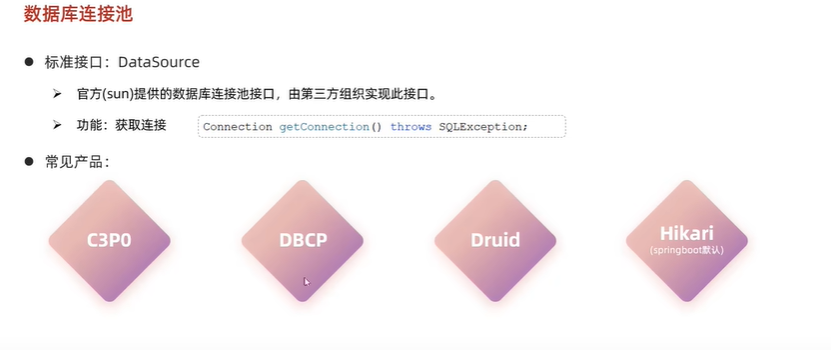 数据库连接池
标准接口：DataSource
官方(sun)提供的数据库连接池接口，由第三方组织实现此接口。
功能：获取连接 Connection getConnection() throws SQLException;
常见产品：
C3P0 DBCP Druid Hikari
(springboot默认)